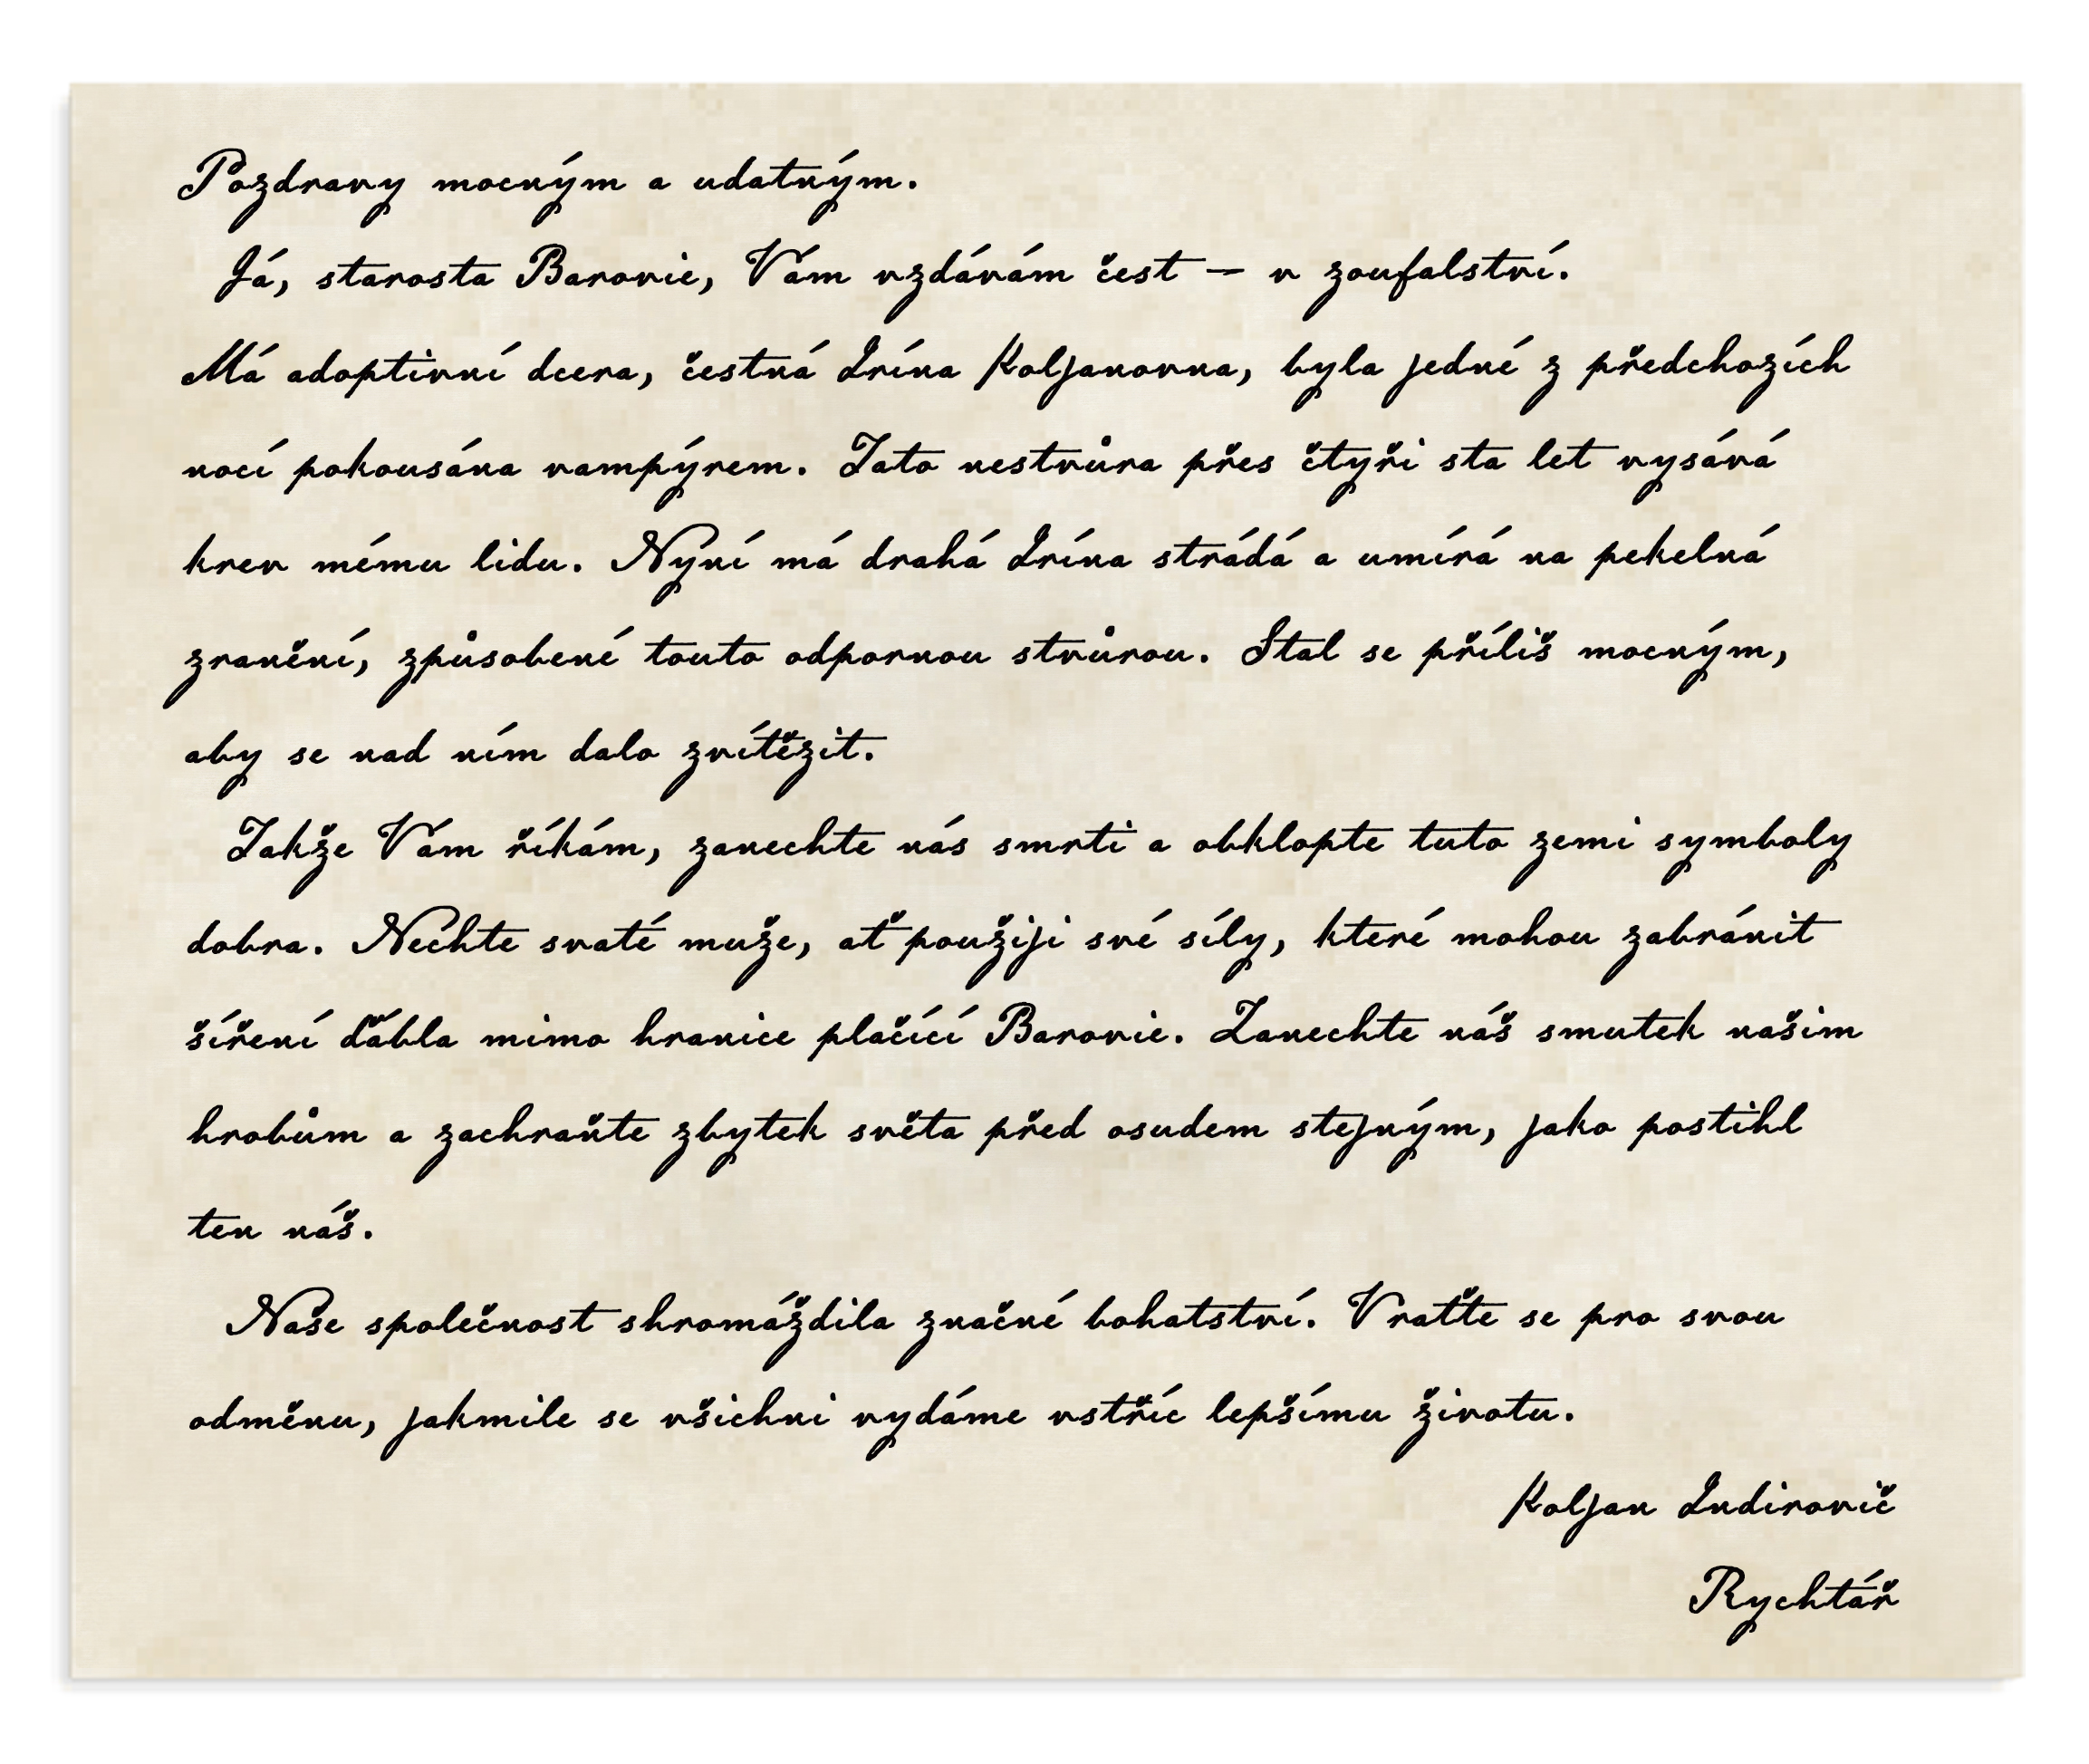 Pozdravy mocným a udatným.
Já, starosta Barovie, Vám vzdávám čest – v zoufalství.
Má adoptivní dcera, čestná Irína Koljanovna, byla jedné z předchozích
nocí pokousána vampýrem. Tato nestvůra přes čtyři sta let vysává
krev mému lidu. Nyní má drahá Irína strádá a umírá na pekelná
zranění, způsobené touto odpornou stvůrou. Stal se příliš mocným,
aby se nad ním dalo zvítězit.
Takže Vám říkám, zanechte nás smrti a obklopte tuto zemi symboly
dobra. Nechte svaté muže, ať použiji své síly, které mohou zabránit
šíření ďábla mimo hranice plačící Barovie. Zanechte náš smutek našim
hrobům a zachraňte zbytek světa před osudem stejným, jako postihl
ten náš.
Naše společnost shromáždila značné bohatství. Vraťte se pro svou
odměnu, jakmile se všichni vydáme vstříc lepšímu životu.
Koljan Indirovič
Rychtář